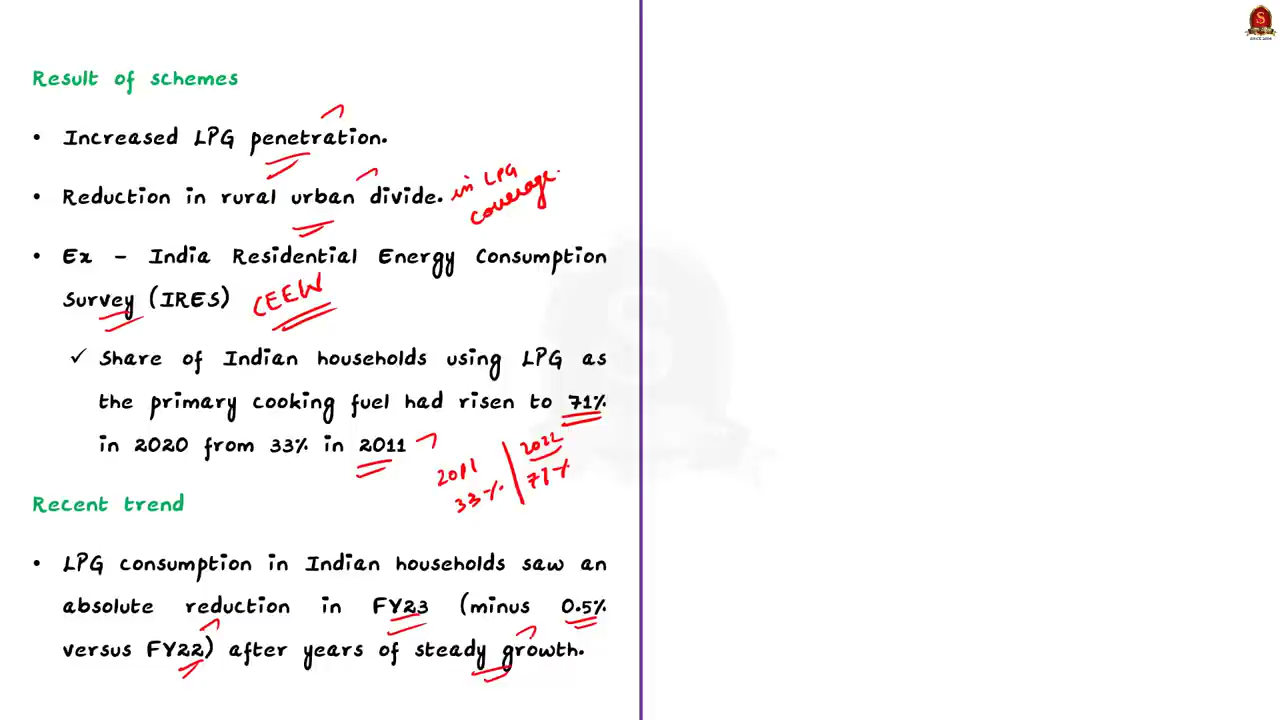 Result of schemes
• Increased LPG penetration.
• Reduction in rural urban divide. in LPG
coverage.
• Ex – India Residential Energy Consumption
Survey (IRES) CEEW
✓ Share of Indian households using LPG as
the primary cooking fuel had risen to 71%
in 2020 from 33% in 2011
2011 | 2022
33% | 71%
Recent trend
• LPG consumption in Indian households saw an
absolute reduction in FY23 (minus 0.5%
versus FY22) after years of steady growth.
S